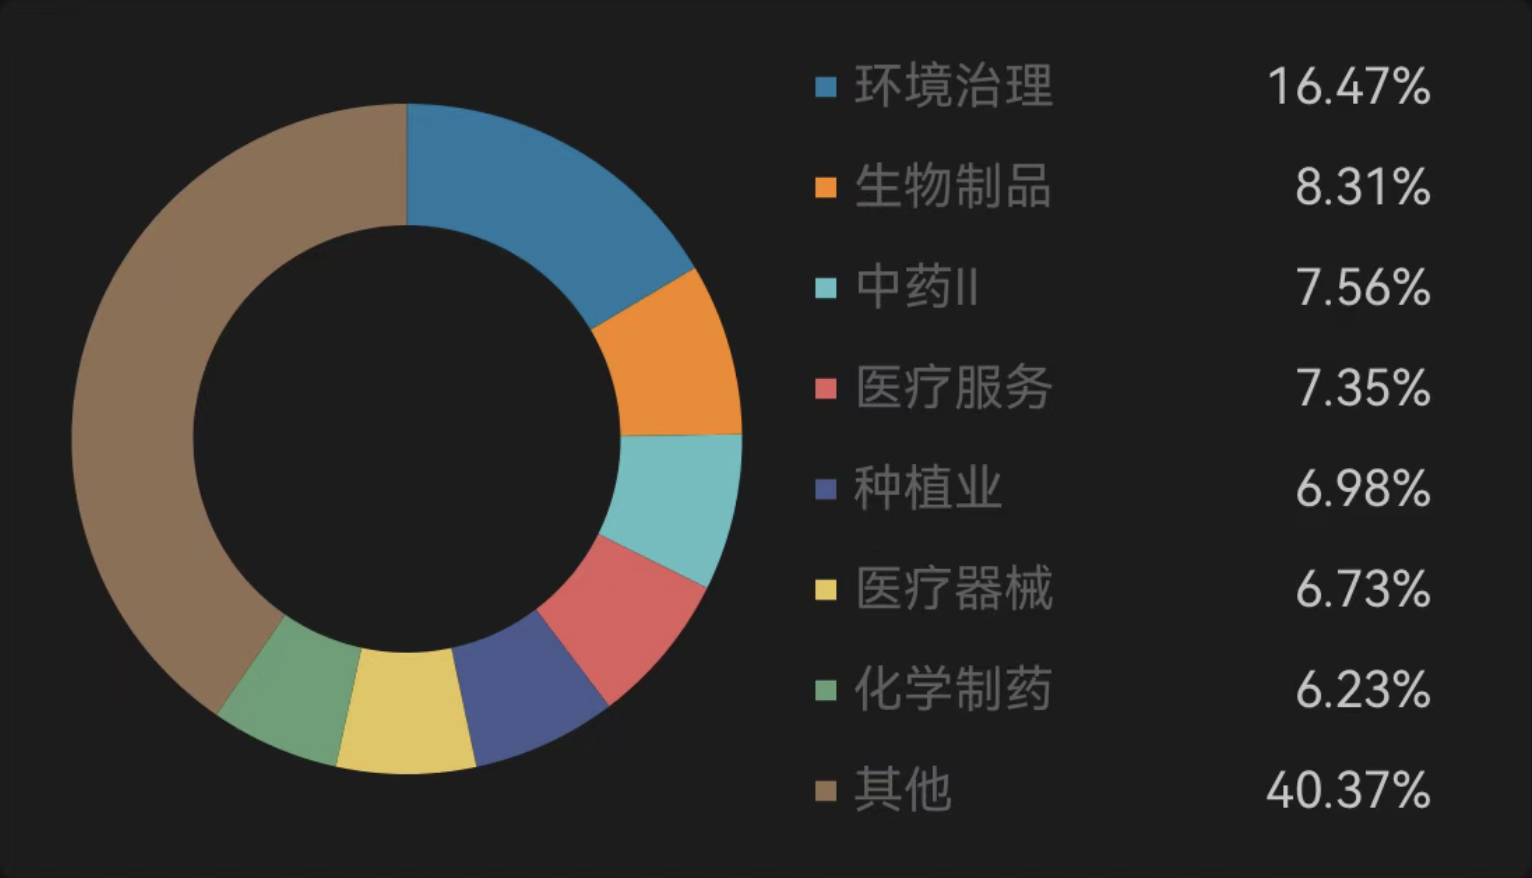 环境治理 16.47%
生物制品 8.31%
中药II 7.56%
医疗服务 7.35%
种植业 6.98%
医疗器械 6.73%
化学制药 6.23%
其他 40.37%